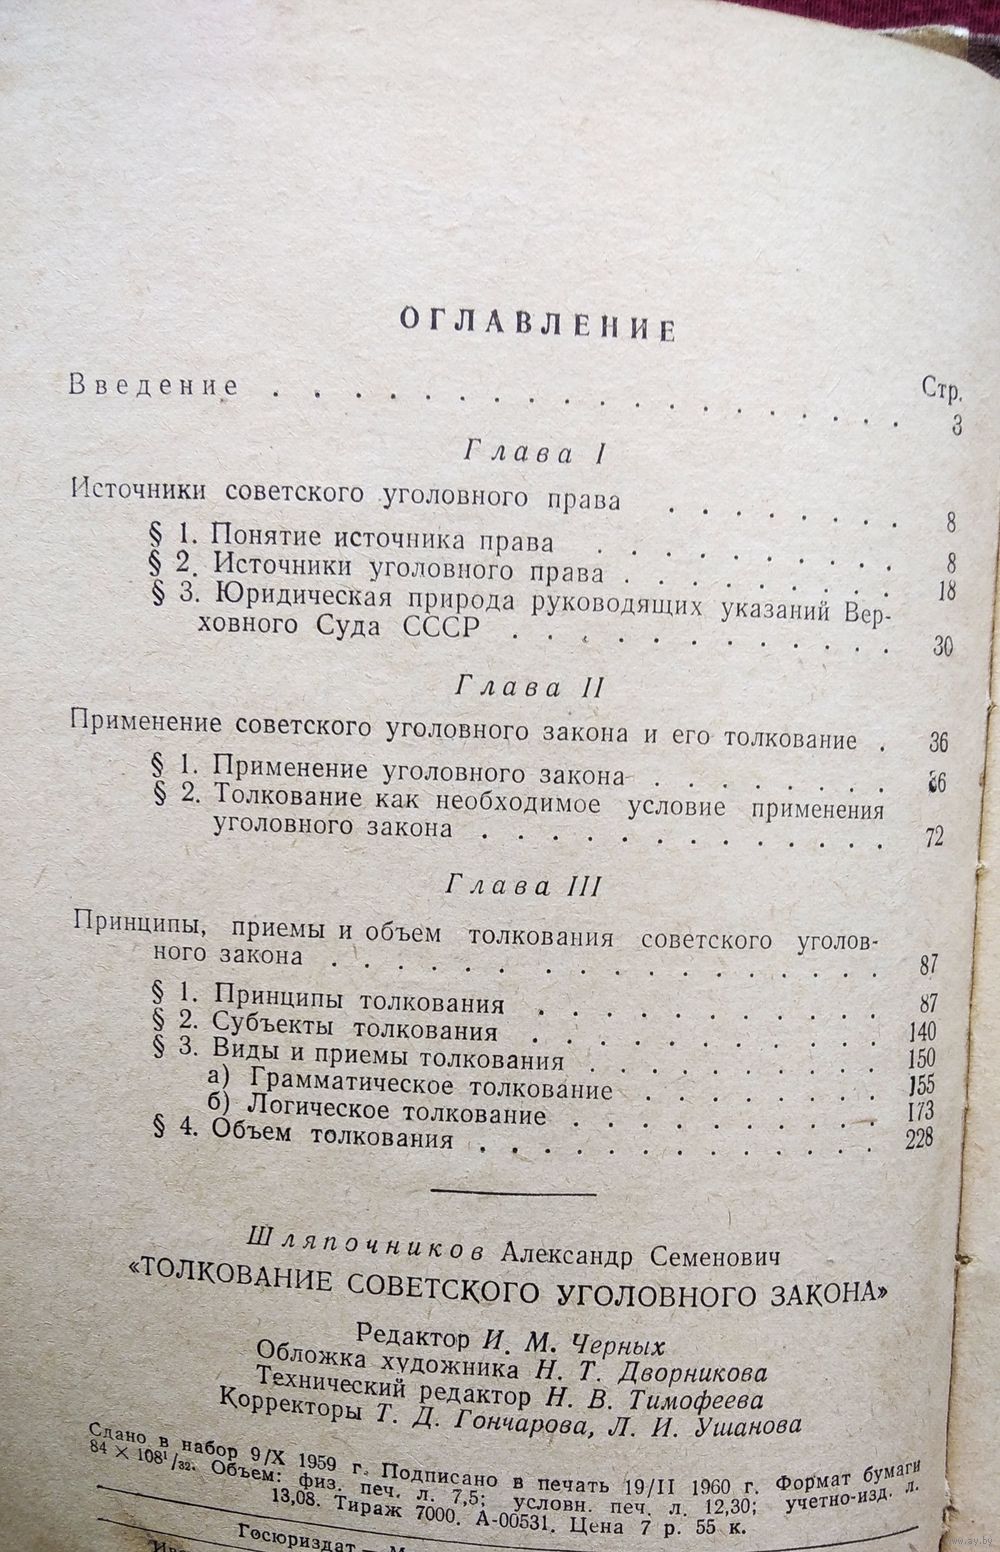 ОГЛАВЛЕНИЕ
Стр.
Введение . . . . . . . . . . . . . . . . . 3
Глава I
Источники советского уголовного права . . . . . . . 8
§ 1. Понятие источника права . . . . . . . . . 8
§ 2. Источники уголовного права . . . . . . . . 18
§ 3. Юридическая природа руководящих указаний Вер-
ховного Суда СССР . . . . . . . . . . . 30
Глава II
Применение советского уголовного закона и его толкование . 36
§ 1. Применение уголовного закона . . . . . . . 36
§ 2. Толкование как необходимое условие применения
уголовного закона . . . . . . . . . . . . 72
Глава III
Принципы, приемы и объем толкования советского уголов-
ного закона . . . . . . . . . . . . . . . 87
§ 1. Принципы толкования . . . . . . . . . . 87
§ 2. Субъекты толкования . . . . . . . . . . 140
§ 3. Виды и приемы толкования . . . . . . . . 150
а) Грамматическое толкование . . . . . . . 155
б) Логическое толкование . . . . . . . . . 173
§ 4. Объем толкования . . . . . . . . . . . . 228
Шляпочников Александр Семенович
«ТОЛКОВАНИЕ СОВЕТСКОГО УГОЛОВНОГО ЗАКОНА»
Редактор И. М. Черных
Обложка художника Н. Т. Дворникова
Технический редактор Н. В. Тимофеева
Корректоры Т. Д. Гончарова, Л. И. Ушанова
Сдано в набор 9/X 1959 г. Подписано в печать 19/II 1960 г. Формат бумаги
84 × 108¹/₃₂. Объем: физ. печ. л. 7,5; условн. печ. л. 12,30; учетно-изд. л.
13,08. Тираж 7000. А-00531. Цена 7 р. 55 к.
Госюриздат —
www.ay.by